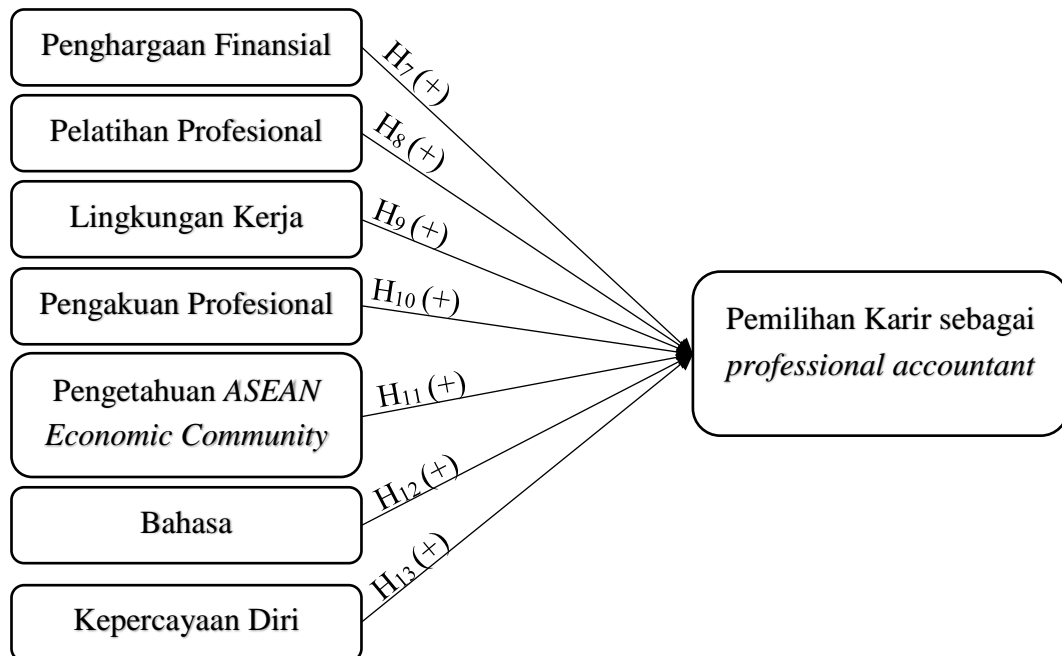 Penghargaan Finansial
H7 (+)
Pelatihan Profesional
H8 (+)
Lingkungan Kerja
H9 (+)
Pengakuan Profesional
H10 (+)
Pengetahuan ASEAN
Economic Community
H11 (+)
Bahasa
H12 (+)
Kepercayaan Diri
H13 (+)
Pemilihan Karir sebagai
professional accountant